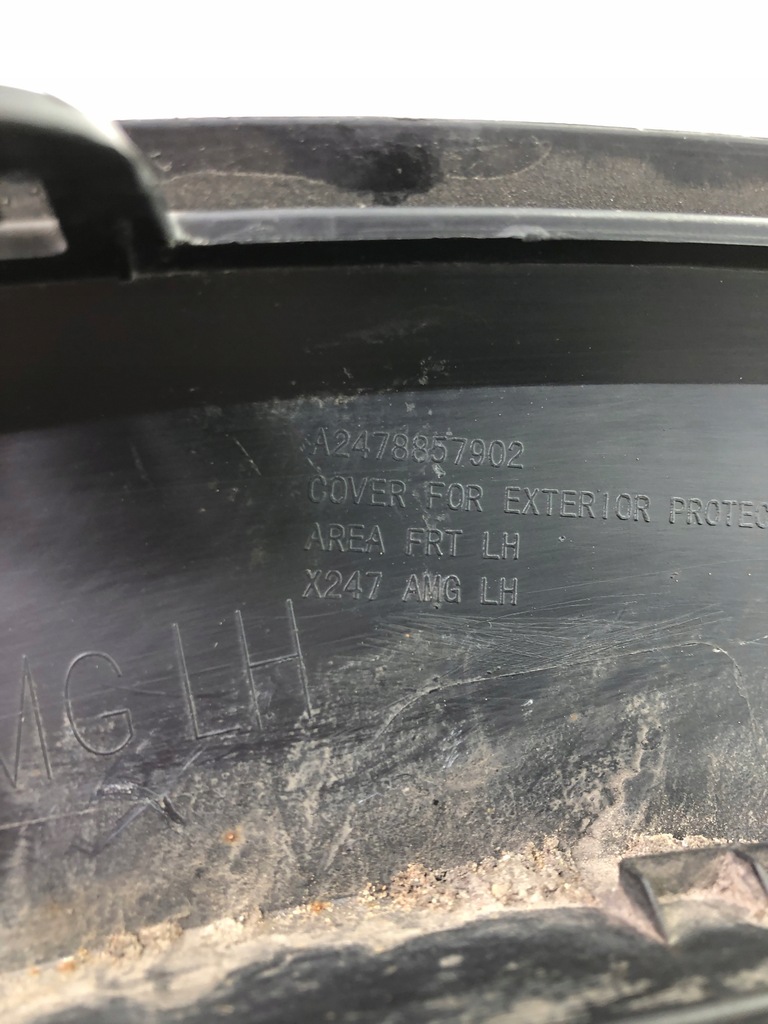 A2478857902
COVER FOR EXTERIOR PROTEC
AREA FRT LH
X247 AMG LH
MG LH